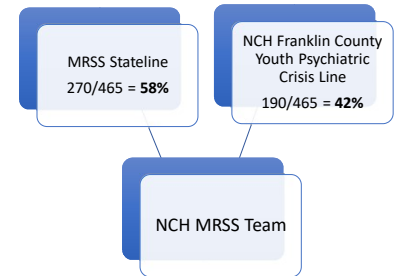 MRSS Stateline
270/465 = 58%
NCH Franklin County
Youth Psychiatric
Crisis Line
190/465 = 42%
NCH MRSS Team